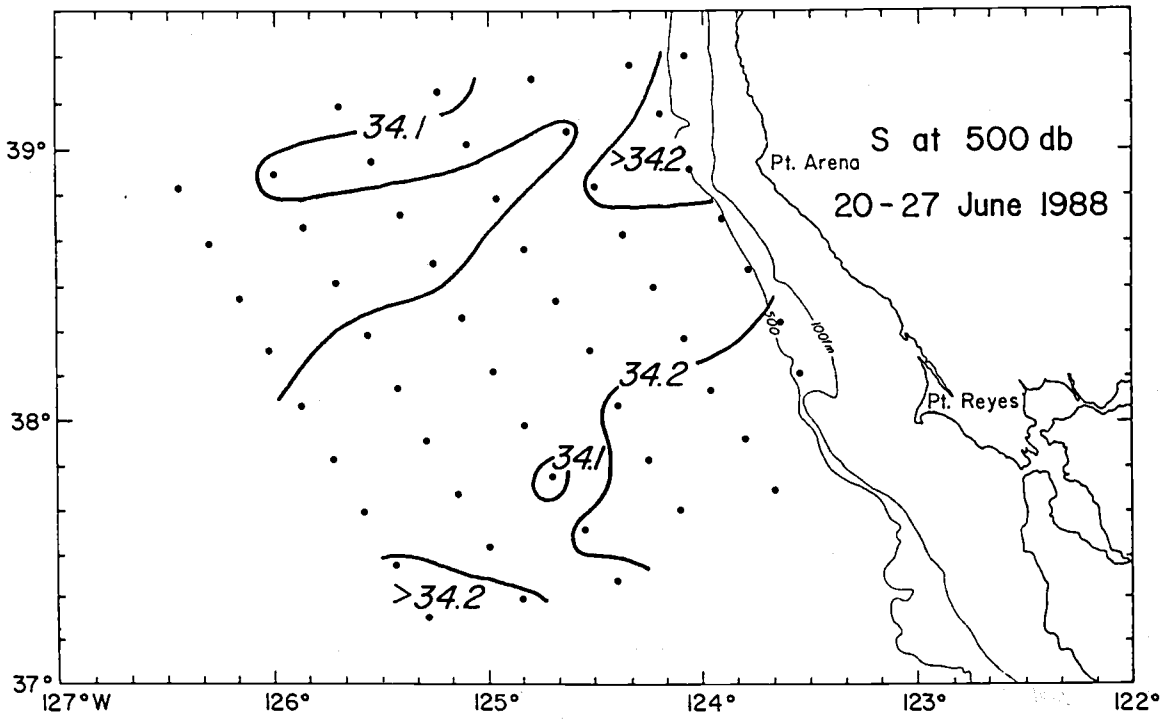 34.1
39°
>34.2
S at 500 db
Pt. Arena
20-27 June 1988
500
100fm
34.2
38°
Pt. Reyes
34.1
>34.2
37°
127°W
126°
125°
124°
123°
122°